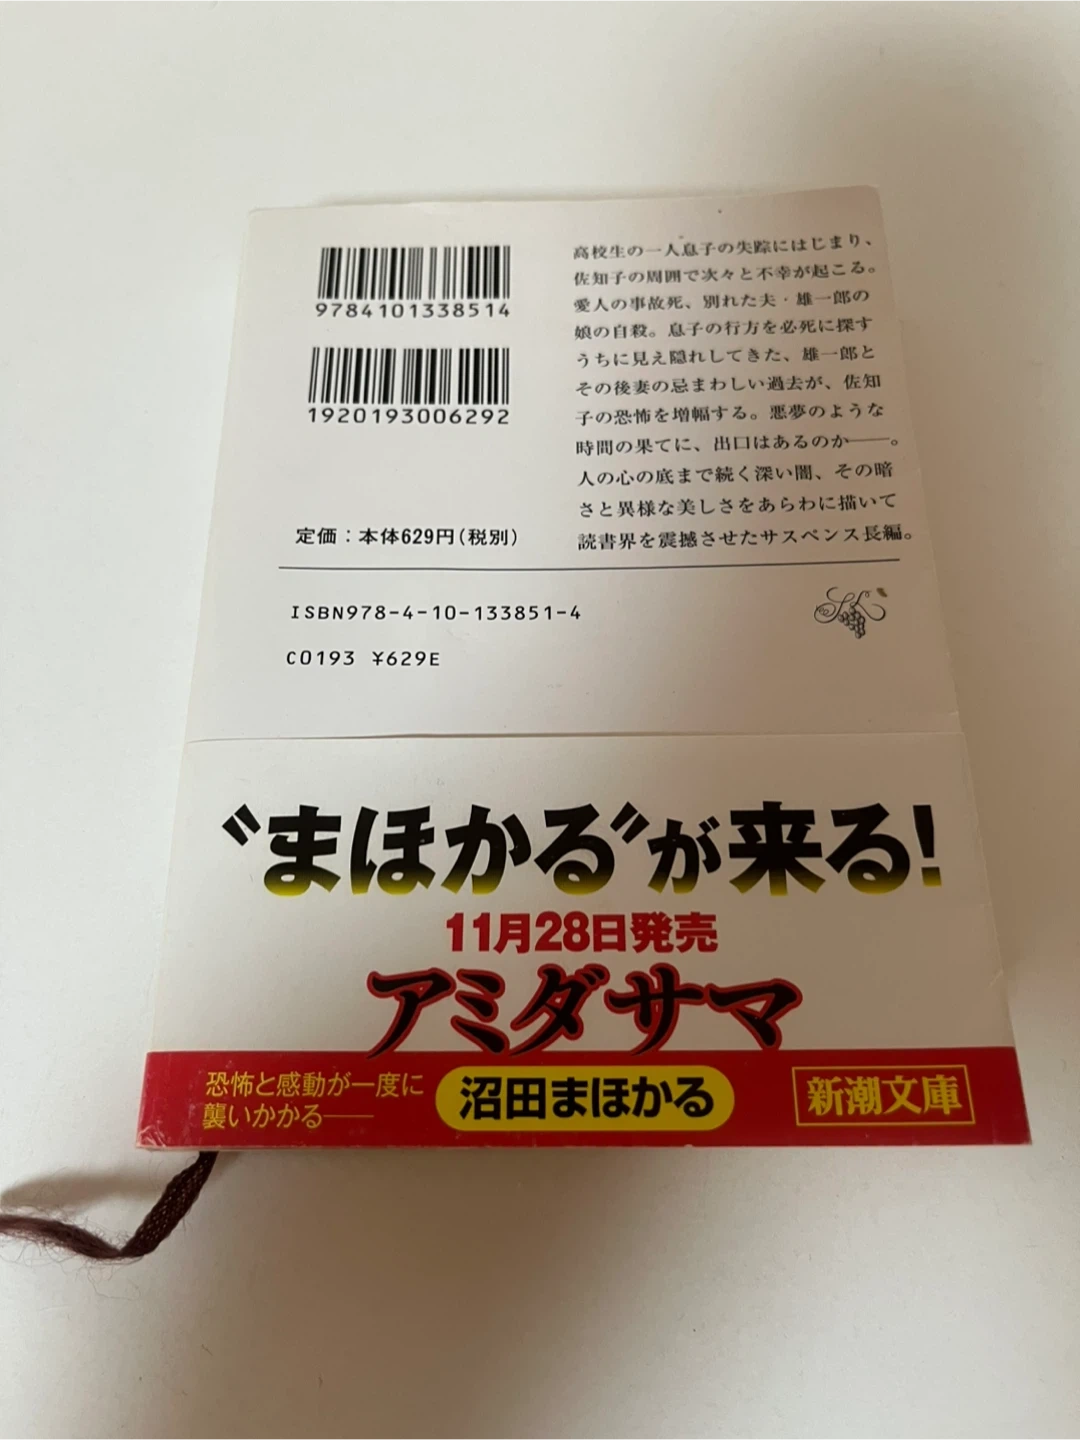 9784101338514
1920193006292
定価：本体629円(税別)
高校生の一人息子の失踪にはじまり、
佐知子の周囲で次々と不幸が起こる。
愛人の事故死、別れた夫・雄一郎の
娘の自殺。息子の行方を必死に探す
うちに見え隠れしてきた、雄一郎と
その後妻の忌まわしい過去が、佐知
子の恐怖を増幅する。悪夢のような
時間の果てに、出口はあるのか――。
人の心の底まで続く深い闇、その暗
さと異様な美しさをあらわに描いて
読書界を震撼させたサスペンス長編。
ISBN978-4-10-133851-4
C0193 ¥629E
〝まほかる〟が来る!
11月28日発売
アミダサマ
恐怖と感動が一度に
襲いかかる――
沼田まほかる
新潮文庫